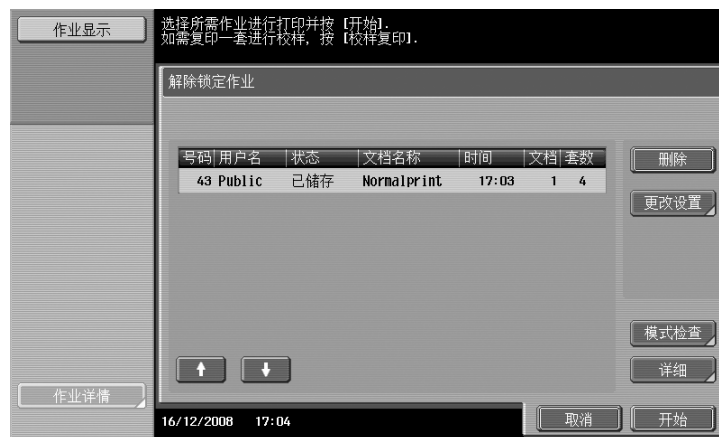 作业显示
选择所需作业进行打印并按 [开始].
如需复印一套进行校样, 按 [校样复印].
解除锁定作业
号码 用户名 状态 文档名称 时间 文档 套数
43 Public 已储存 Normalprint 17:03 1 4
删除
更改设置
模式检查
详细
作业详情
16/12/2008 17:04
取消
开始